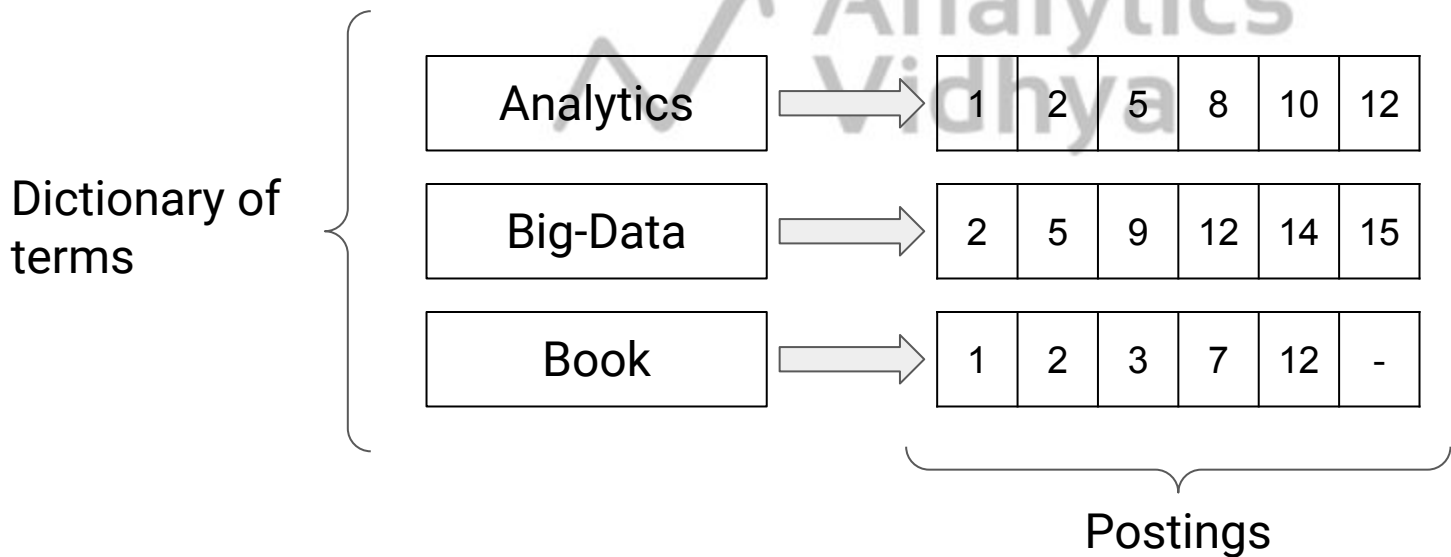 Analytics
Vidhya
Dictionary of
terms
Analytics
1 2 5 8 10 12
Big-Data
2 5 9 12 14 15
Book
1 2 3 7 12 -
Postings